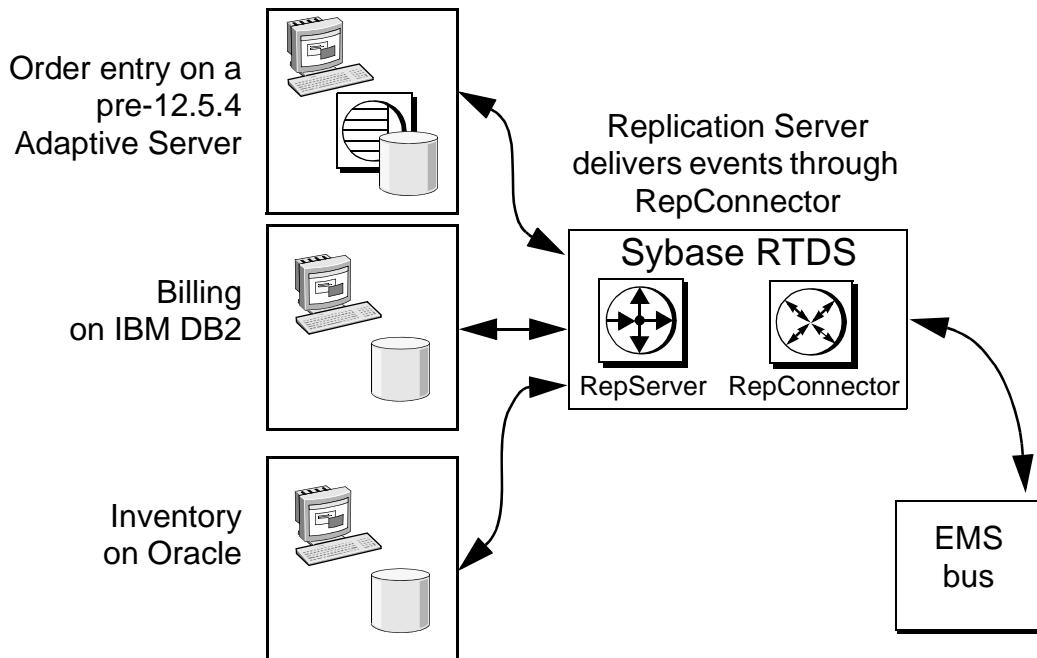 Order entry on a
pre-12.5.4
Adaptive Server
Replication Server
delivers events through
RepConnector
Sybase RTDS
RepServer
RepConnector
Billing
on IBM DB2
Inventory
on Oracle
EMS
bus